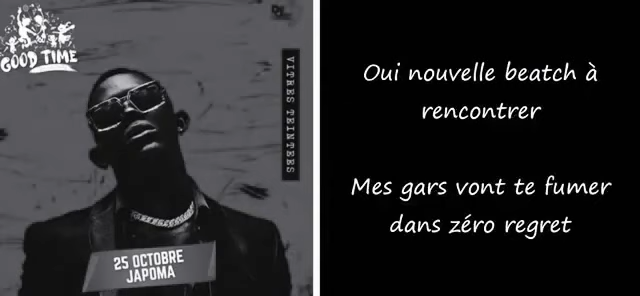 GOOD TIME
VITRES TEINTEES
25 OCTOBRE
JAPOMA
Oui nouvelle beatch à
rencontrer
Mes gars vont te fumer
dans zéro regret